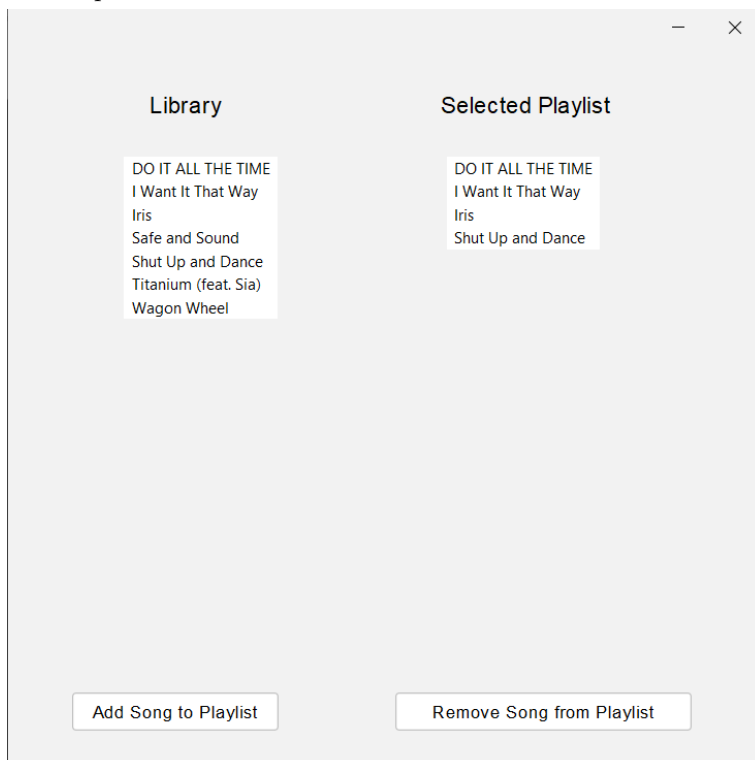 Library
DO IT ALL THE TIME
I Want It That Way
Iris
Safe and Sound
Shut Up and Dance
Titanium (feat. Sia)
Wagon Wheel
Selected Playlist
DO IT ALL THE TIME
I Want It That Way
Iris
Shut Up and Dance
Add Song to Playlist
Remove Song from Playlist